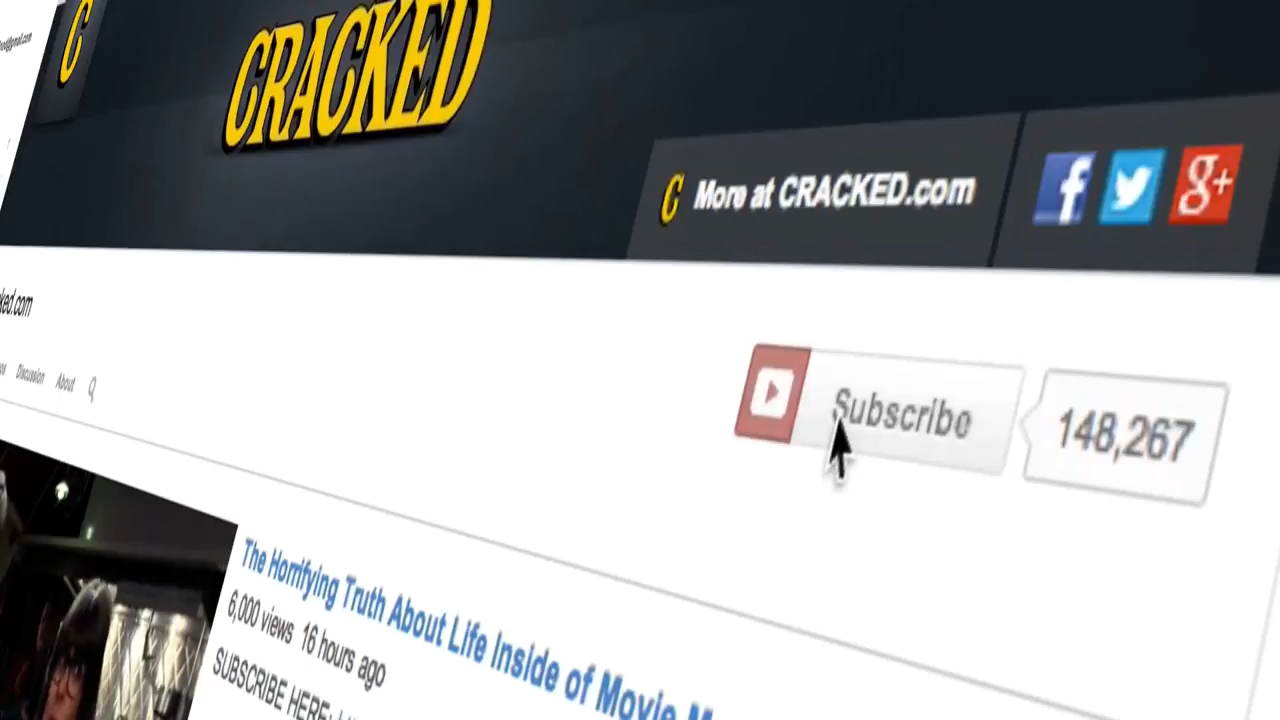 C
CRACKED
C More at CRACKED.com
f
g+
Subscribe
148,267
Discussion About
The Horrifying Truth About Life Inside of Movie
6,000 views 16 hours ago
SUBSCRIBE HERE: